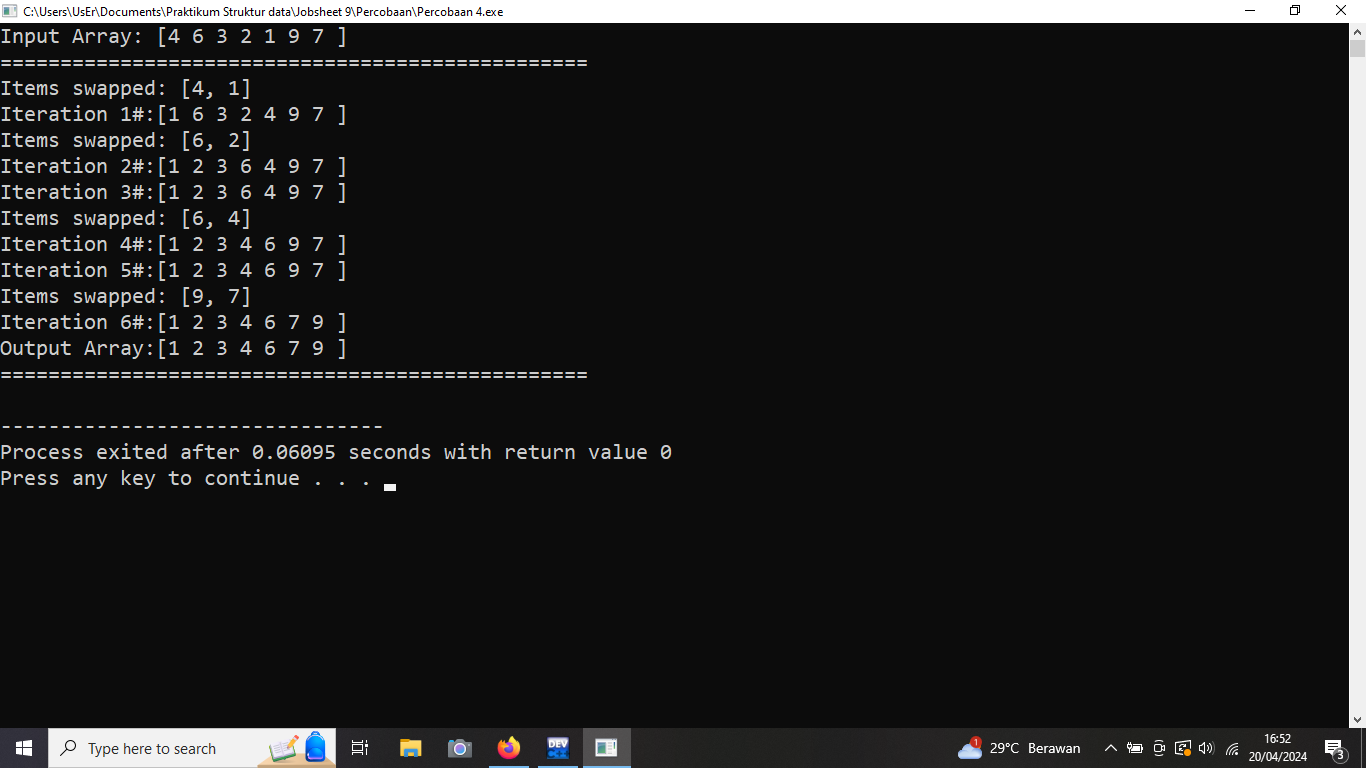 C:\Users\UsEr\Documents\Praktikum Struktur data\Jobsheet 9\Percobaan\Percobaan 4.exe
Input Array: [4 6 3 2 1 9 7 ]
=================================================
Items swapped: [4, 1]
Iteration 1#:[1 6 3 2 4 9 7 ]
Items swapped: [6, 2]
Iteration 2#:[1 2 3 6 4 9 7 ]
Iteration 3#:[1 2 3 6 4 9 7 ]
Items swapped: [6, 4]
Iteration 4#:[1 2 3 4 6 9 7 ]
Iteration 5#:[1 2 3 4 6 9 7 ]
Items swapped: [9, 7]
Iteration 6#:[1 2 3 4 6 7 9 ]
Output Array:[1 2 3 4 6 7 9 ]
=================================================
--------------------------------
Process exited after 0.06095 seconds with return value 0
Press any key to continue . . .
Type here to search
DEV
1
29°C Berawan
16:52
20/04/2024
3